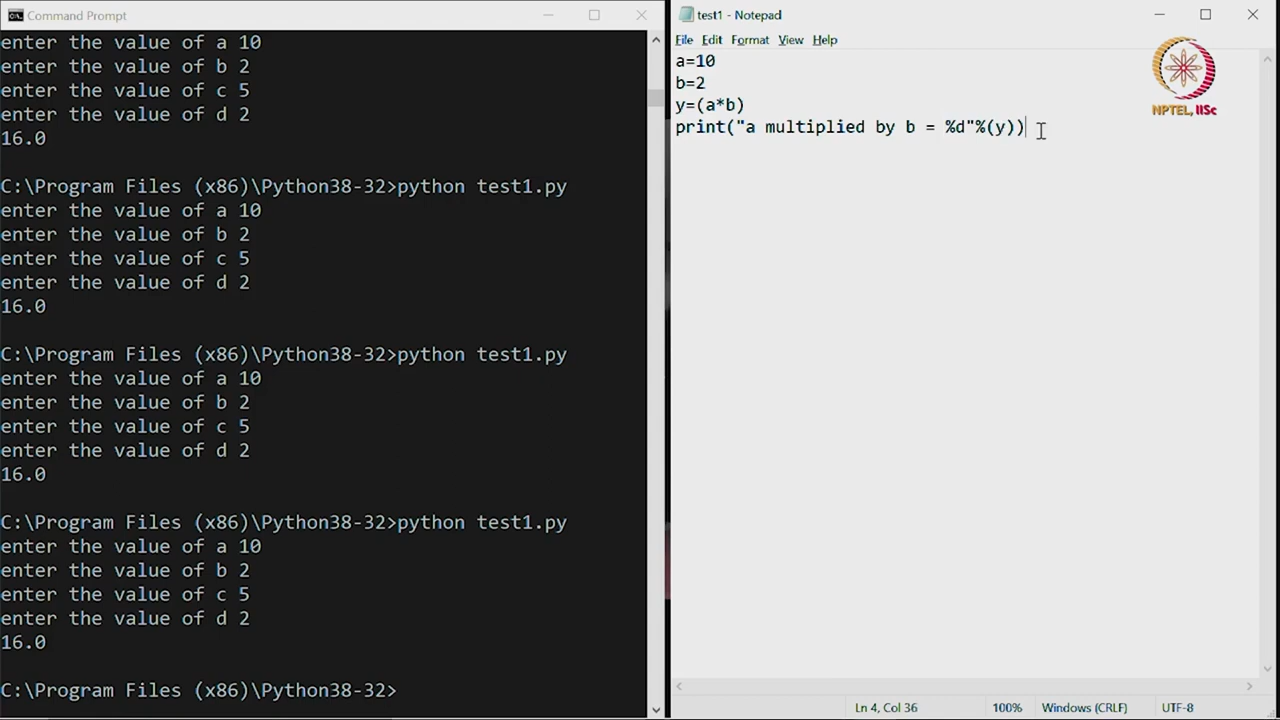 Command Prompt
enter the value of a 10
enter the value of b 2
enter the value of c 5
enter the value of d 2
16.0
C:\Program Files (x86)\Python38-32>python test1.py
enter the value of a 10
enter the value of b 2
enter the value of c 5
enter the value of d 2
16.0
C:\Program Files (x86)\Python38-32>python test1.py
enter the value of a 10
enter the value of b 2
enter the value of c 5
enter the value of d 2
16.0
C:\Program Files (x86)\Python38-32>python test1.py
enter the value of a 10
enter the value of b 2
enter the value of c 5
enter the value of d 2
16.0
C:\Program Files (x86)\Python38-32>
test1 - Notepad
File Edit Format View Help
a=10
b=2
y=(a*b)
print("a multiplied by b = %d"%(y))
NPTEL, IISc
Ln 4, Col 36 100% Windows (CRLF) UTF-8